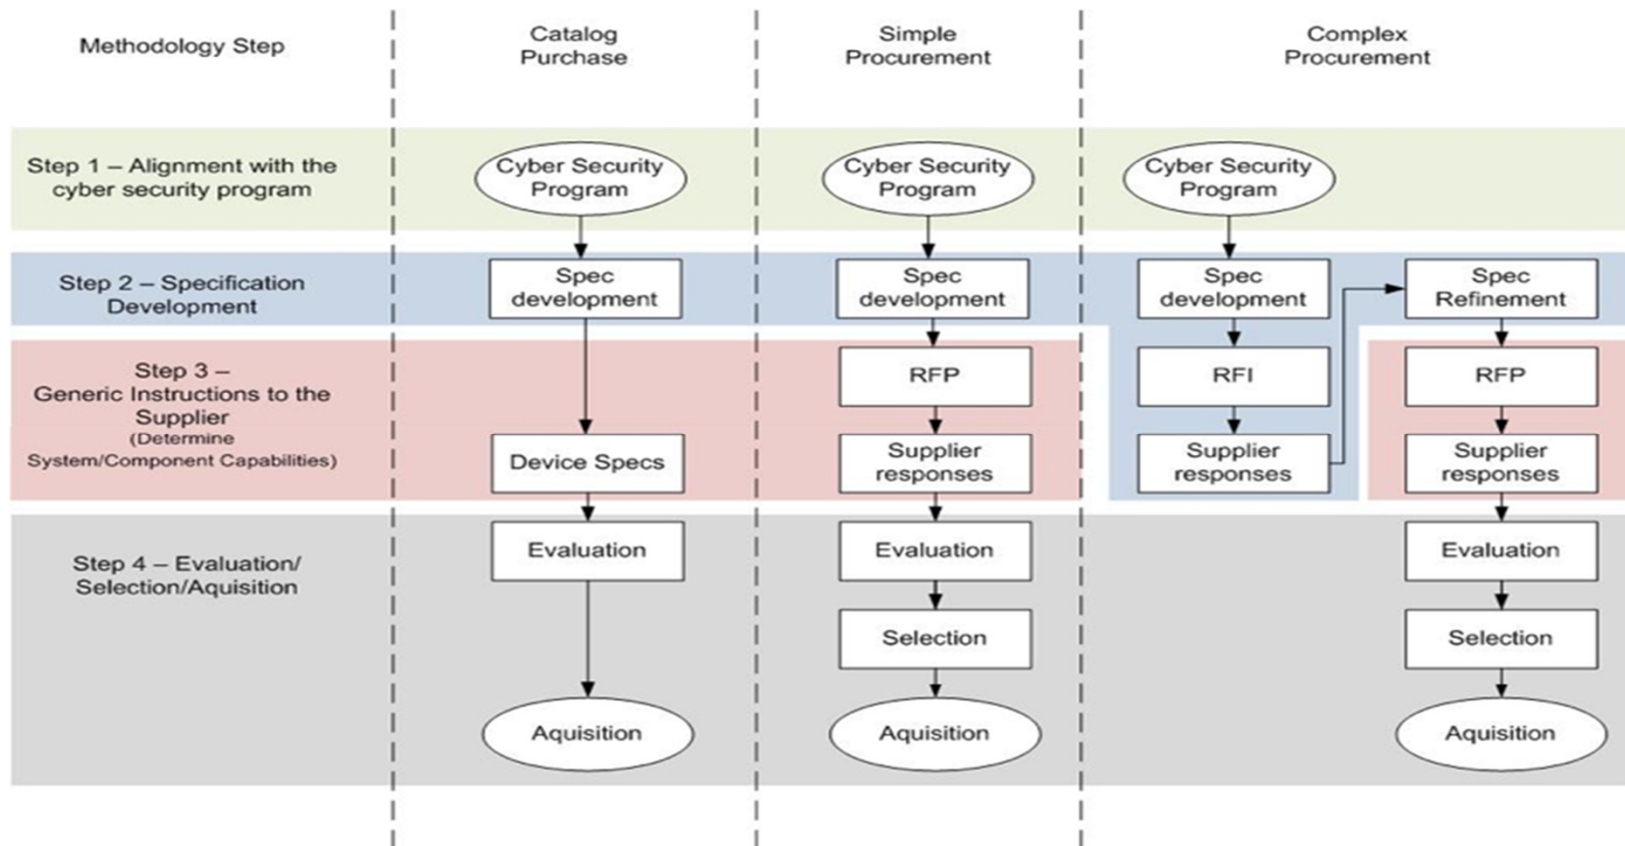 Methodology Step
Catalog
Purchase
Simple
Procurement
Complex
Procurement
Step 1 – Alignment with the
cyber security program
Cyber Security
Program
Cyber Security
Program
Cyber Security
Program
Step 2 – Specification
Development
Spec
development
Spec
development
Spec
development
Spec
Refinement
Step 3 –
Generic Instructions to the
Supplier
(Determine
System/Component Capabilities)
RFP
RFI
RFP
Device Specs
Supplier
responses
Supplier
responses
Supplier
responses
Step 4 – Evaluation/
Selection/Aquisition
Evaluation
Evaluation
Evaluation
Selection
Selection
Aquisition
Aquisition
Aquisition